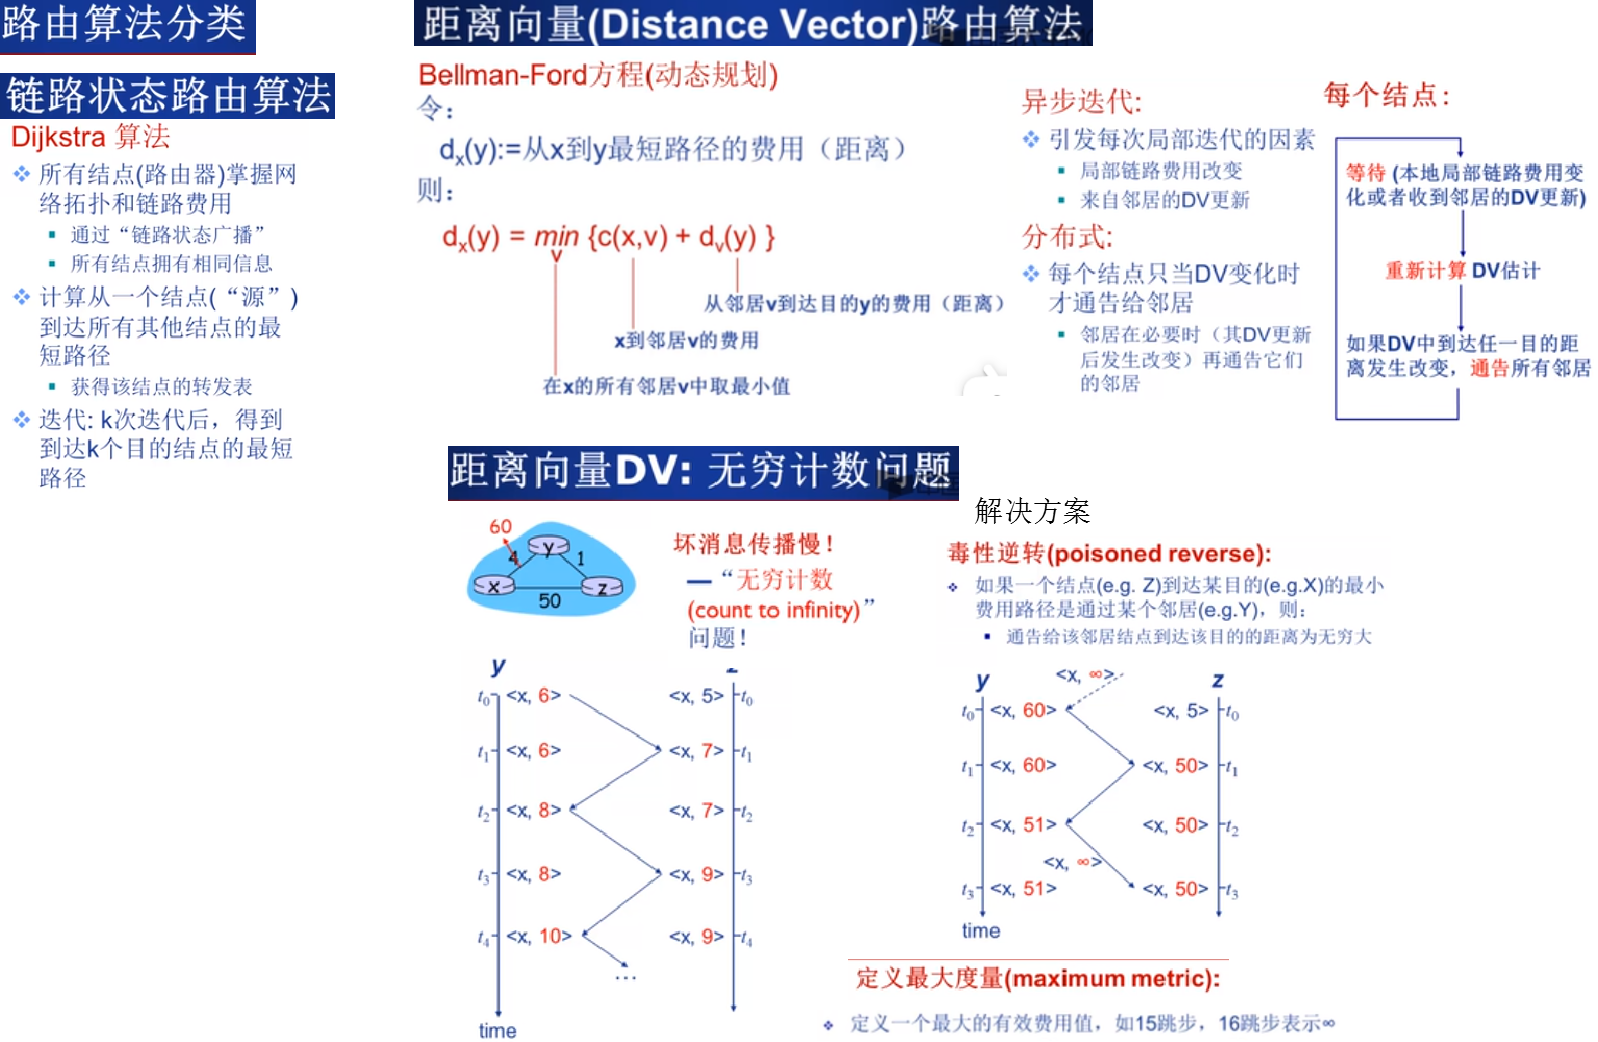 路由算法分类
链路状态路由算法
Dijkstra 算法
所有结点(路由器)掌握网
络拓扑和链路费用
通过“链路状态广播”
所有结点拥有相同信息
计算从一个结点(“源”)
到达所有其他结点的最
短路径
获得该结点的转发表
迭代: k次迭代后，得到
到达k个目的结点的最短
路径
距离向量(Distance Vector)路由算法
Bellman-Ford方程(动态规划)
令：
dx(y):=从x到y最短路径的费用（距离）
则：
dx(y) = min {c(x,v) + dv(y) }
v
从邻居v到达目的y的费用（距离）
x到邻居v的费用
在x的所有邻居v中取最小值
异步迭代:
引发每次局部迭代的因素
局部链路费用改变
来自邻居的DV更新
分布式:
每个结点只当DV变化时
才通告给邻居
邻居在必要时（其DV更新
后发生改变）再通告它们
的邻居
每个结点：
等待 (本地局部链路费用变
化或者收到邻居的DV更新)
重新计算 DV估计
如果DV中到达任一目的距
离发生改变，通告所有邻居
距离向量DV: 无穷计数问题
60
4
y
1
x
z
50
坏消息传播慢！
—“无穷计数
(count to infinity)”
问题！
y
t0 <x, 6> <x, 5> t0
t1 <x, 6> <x, 7> t1
t2 <x, 8> <x, 7> t2
t3 <x, 8> <x, 9> t3
t4 <x, 10> <x, 9> t4
...
time
解决方案
毒性逆转(poisoned reverse):
如果一个结点(e.g. Z)到达某目的(e.g.X)的最小
费用路径是通过某个邻居(e.g.Y)，则：
通告给该邻居结点到达该目的的距离为无穷大
y <x, ∞> z
t0 <x, 60> <x, 5> t0
t1 <x, 60> <x, 50> t1
t2 <x, 51> <x, 50> t2
<x, ∞>
t3 <x, 51> <x, 50> t3
time
定义最大度量(maximum metric):
定义一个最大的有效费用值，如15跳步，16跳步表示∞